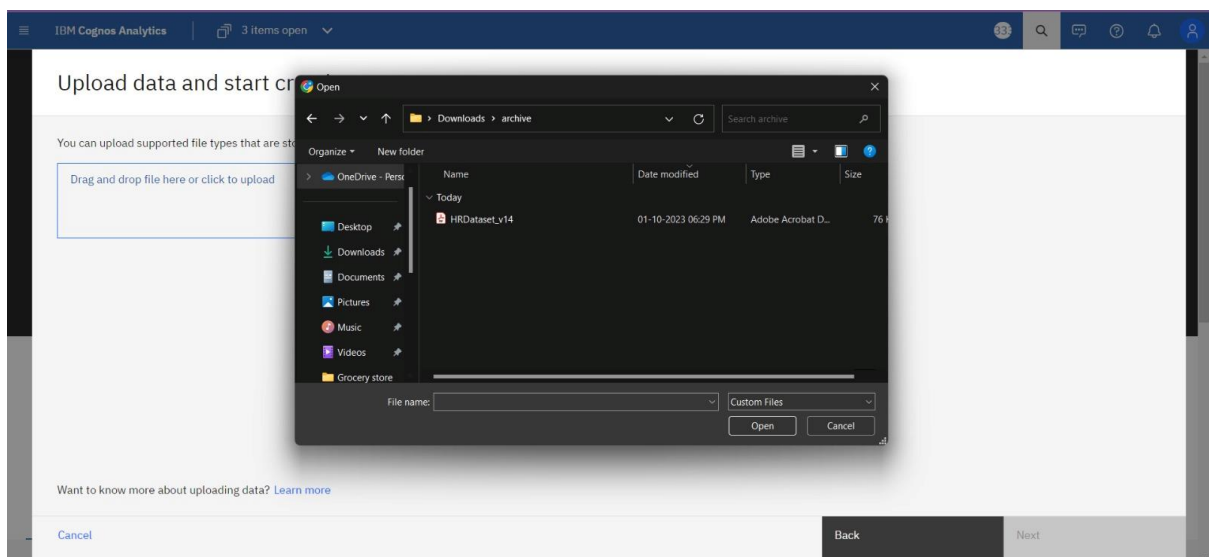 IBM Cognos Analytics
3 items open
Upload data and start cr
You can upload supported file types that are sto
Drag and drop file here or click to upload
Open
Downloads > archive
Search archive
Organize
New folder
OneDrive - Perso
Desktop
Downloads
Documents
Pictures
Music
Videos
Grocery store
Name
Date modified
Type
Size
Today
HRDataset_v14
01-10-2023 06:29 PM
Adobe Acrobat D...
76
File name:
Custom Files
Open
Cancel
Want to know more about uploading data? Learn more
Cancel
Back
Next